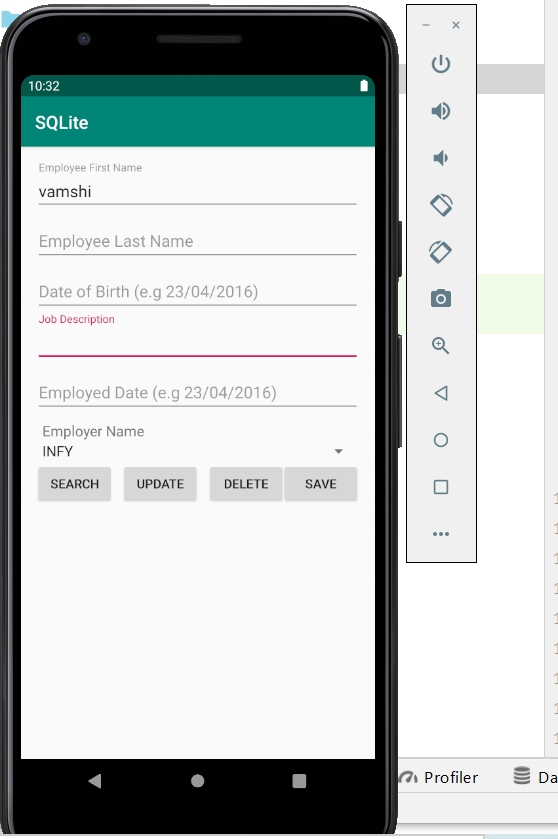 10:32
SQLite
Employee First Name
vamshi
Employee Last Name
Date of Birth (e.g 23/04/2016)
Job Description
Employed Date (e.g 23/04/2016)
Employer Name
INFY
SEARCH UPDATE DELETE SAVE
Profiler Da